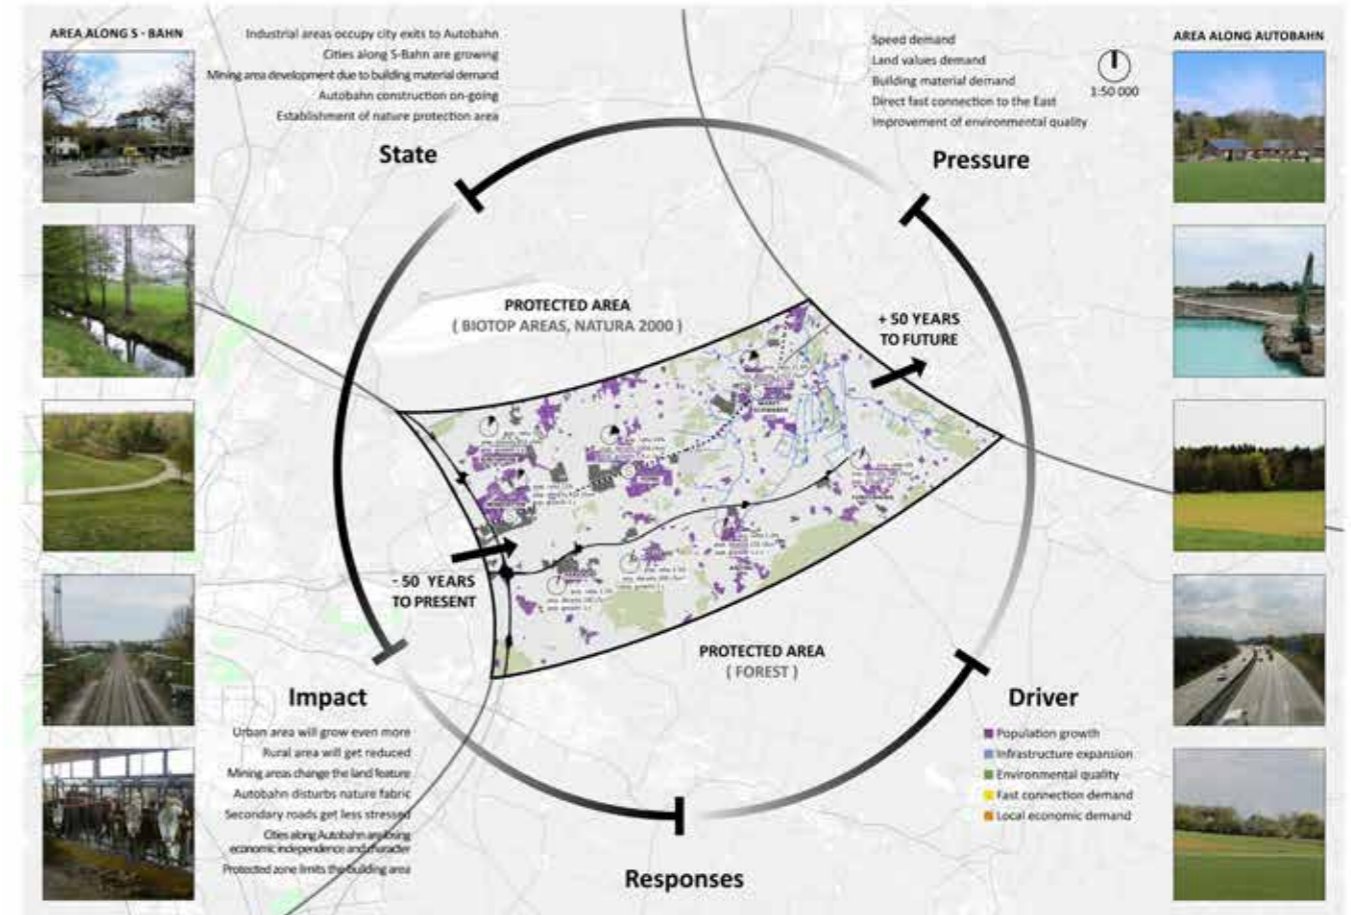 AREA ALONG S - BAHN
Industrial areas occupy city exits to Autobahn
Cities along S-Bahn are growing
Mining area development due to building material demand
Autobahn construction on-going
Establishment of nature protection area
State
Speed demand
Land values demand
Building material demand
Direct fast connection to the East
Improvement of environmental quality
Pressure
1:50 000
AREA ALONG AUTOBAHN
PROTECTED AREA
( BIOTOP AREAS, NATURA 2000 )
+ 50 YEARS
TO FUTURE
- 50 YEARS
TO PRESENT
PROTECTED AREA
( FOREST )
Impact
Urban area will grow even more
Rural area will get reduced
Mining areas change the land feature
Autobahn disturbs nature fabric
Secondary roads get less stressed
Cities along Autobahn are losing
economic independence and character
Protected zone limits the building area
Driver
Population growth
Infrastructure expansion
Environmental quality
Fast connection demand
Local economic demand
Responses